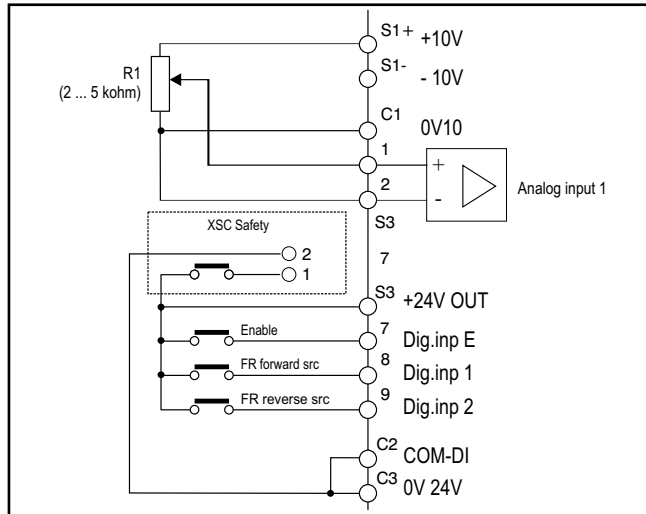 S1+ +10V
R1
(2 ... 5 kohm)
S1- - 10V
C1 0V10
1
+
Analog input 1
2
-
S3
XSC Safety
2
7
1
S3 +24V OUT
Enable
7 Dig.inp E
FR forward src
8 Dig.inp 1
FR reverse src
9 Dig.inp 2
C2 COM-DI
C3 0V 24V